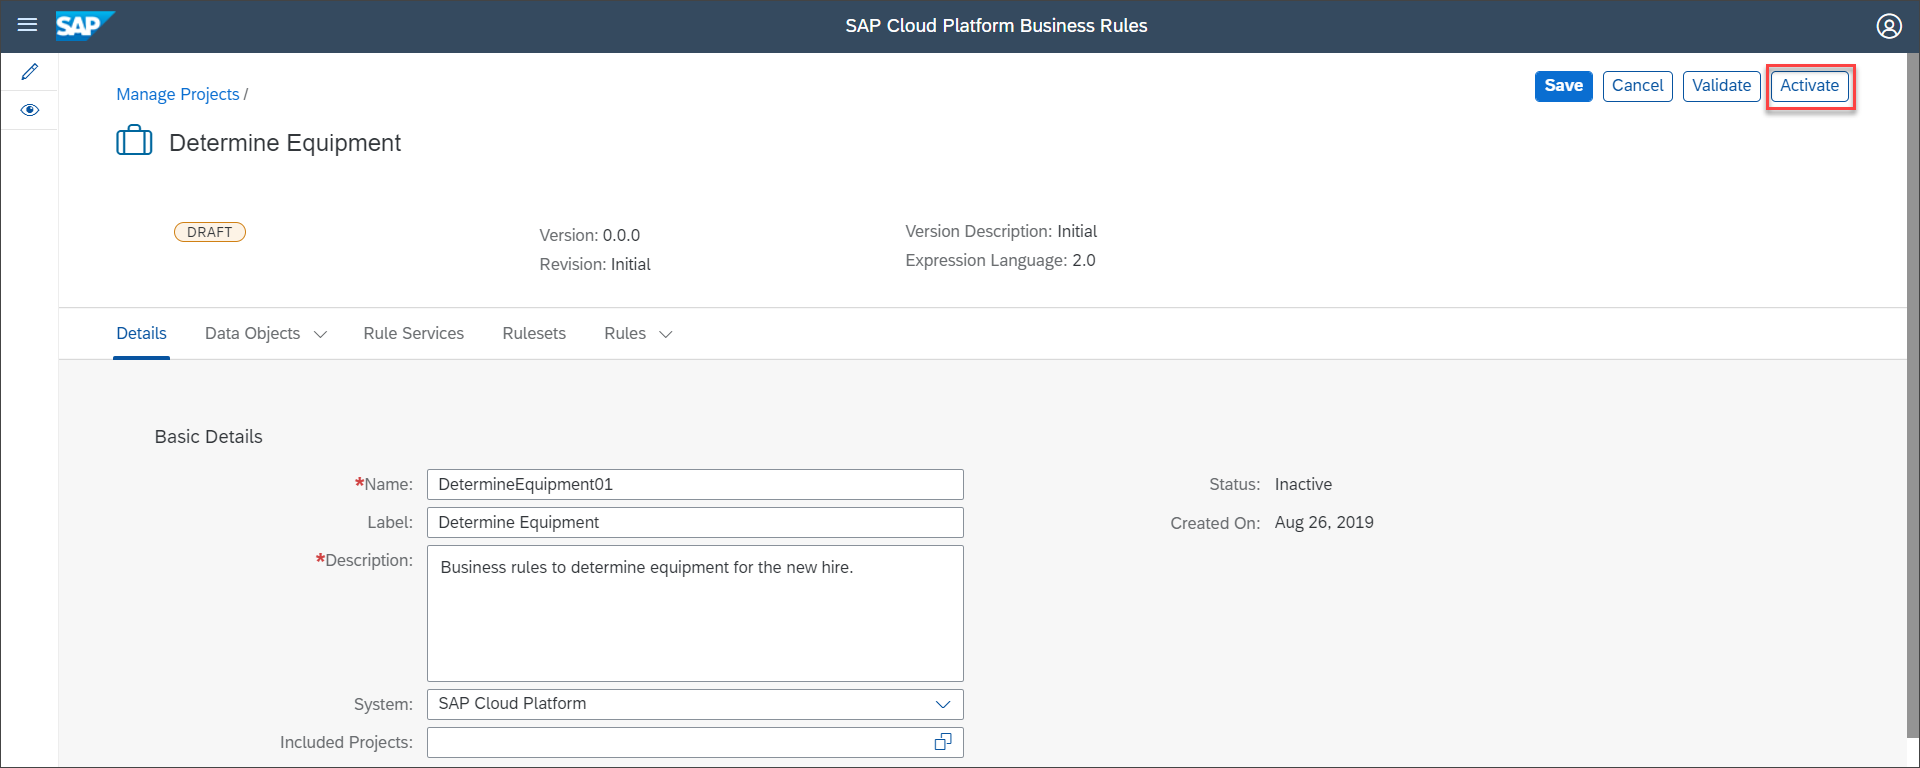 SAP
SAP Cloud Platform Business Rules
Manage Projects /
Save
Cancel
Validate
Activate
Determine Equipment
DRAFT
Version: 0.0.0
Revision: Initial
Version Description: Initial
Expression Language: 2.0
Details
Data Objects
Rule Services
Rulesets
Rules
Basic Details
*Name: DetermineEquipment01
Label: Determine Equipment
*Description: Business rules to determine equipment for the new hire.
System: SAP Cloud Platform
Included Projects:
Status: Inactive
Created On: Aug 26, 2019